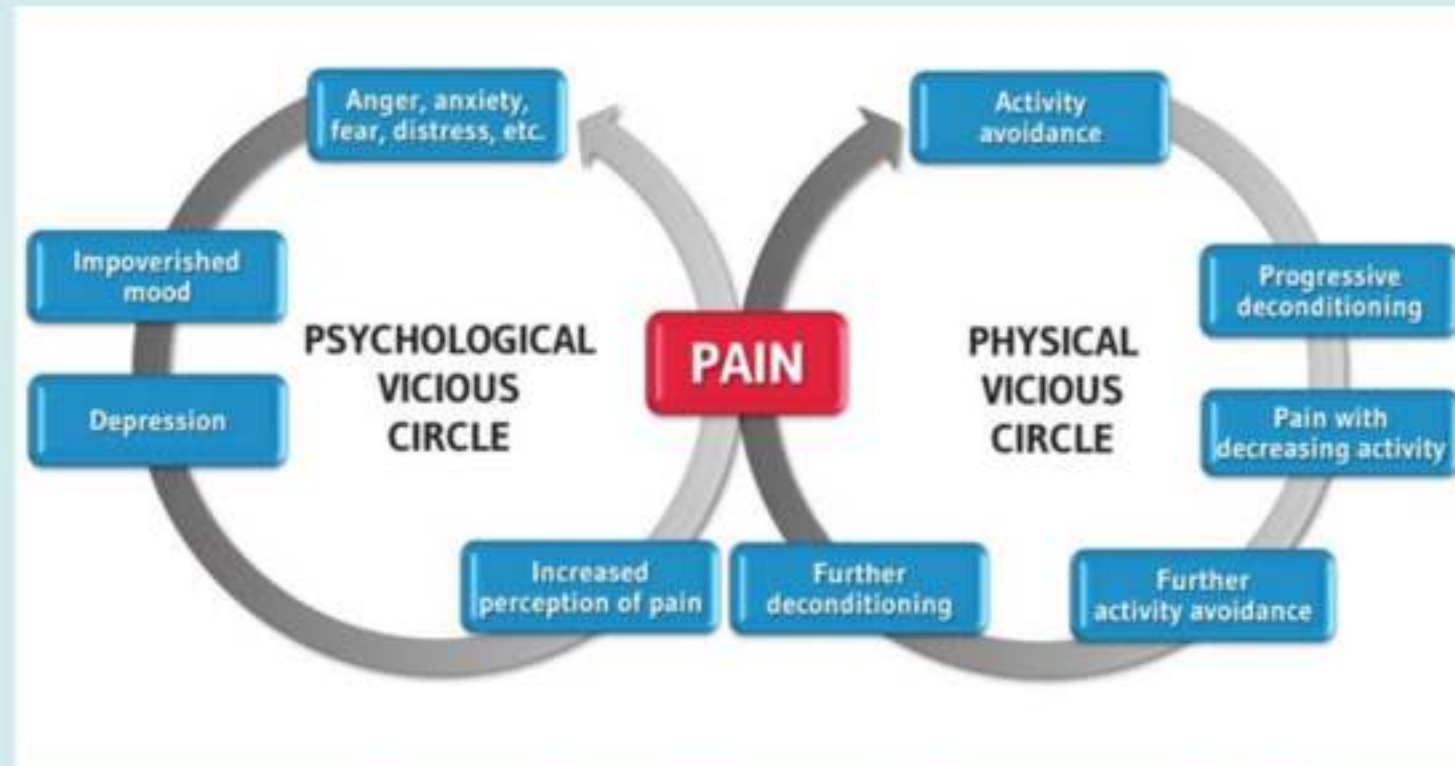 Anger, anxiety,
fear, distress, etc.
Impoverished
mood
Depression
PSYCHOLOGICAL
VICIOUS
CIRCLE
Increased
perception of pain
PAIN
Activity
avoidance
Progressive
deconditioning
Pain with
decreasing activity
PHYSICAL
VICIOUS
CIRCLE
Further
activity avoidance
Further
deconditioning